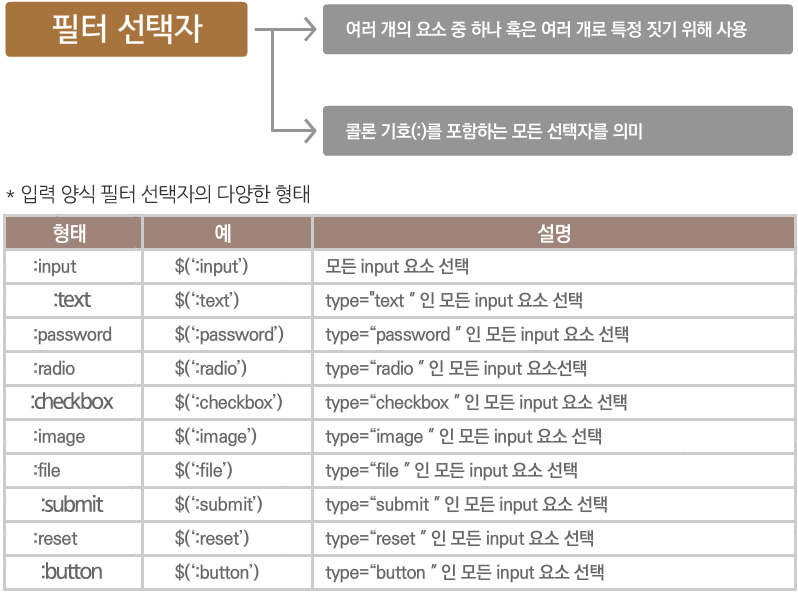 필터 선택자
여러 개의 요소 중 하나 혹은 여러 개로 특정 짓기 위해 사용
콜론 기호(:)를 포함하는 모든 선택자를 의미
* 입력 양식 필터 선택자의 다양한 형태
형태 예 설명
:input $(‘:input’) 모든 input 요소 선택
:text $(‘:text’) type="text ” 인 모든 input 요소 선택
:password $(‘:password’) type=“password ” 인 모든 input 요소 선택
:radio $(‘:radio’) type=“radio ” 인 모든 input 요소선택
:checkbox $(‘:checkbox’) type=“checkbox ” 인 모든 input 요소 선택
:image $(‘:image’) type=“image ” 인 모든 input 요소 선택
:file $(‘:file’) type=“file ” 인 모든 input 요소 선택
:submit $(‘:submit’) type=“submit ” 인 모든 input 요소 선택
:reset $(‘:reset’) type=“reset ” 인 모든 input 요소 선택
:button $(‘:button’) type=“button ” 인 모든 input 요소 선택